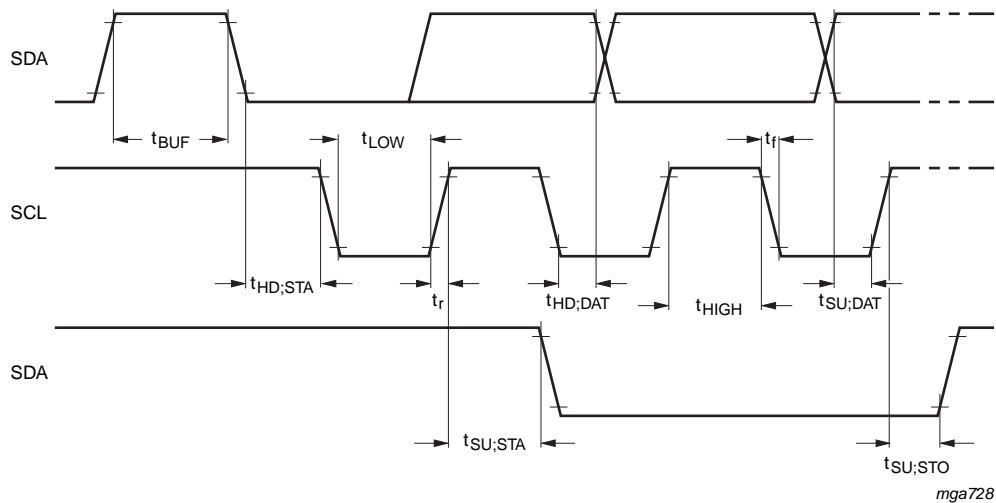 SDA
tBUF
tLOW
tf
SCL
tHD;STA
tr
tHD;DAT
tHIGH
tSU;DAT
SDA
tSU;STA
tSU;STO
mga728